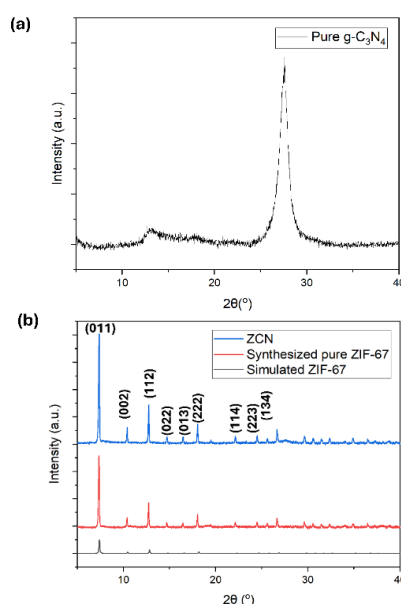 (a)
Pure g-C₃N₄
Intensity (a.u.)
10 20 30 40
2θ(°)
(b)
ZCN
Synthesized pure ZIF-67
Simulated ZIF-67
(011)
(002)
(112)
(022)
(013)
(222)
(114)
(223)
(134)
Intensity (a.u.)
10 20 30 40
2θ (°)